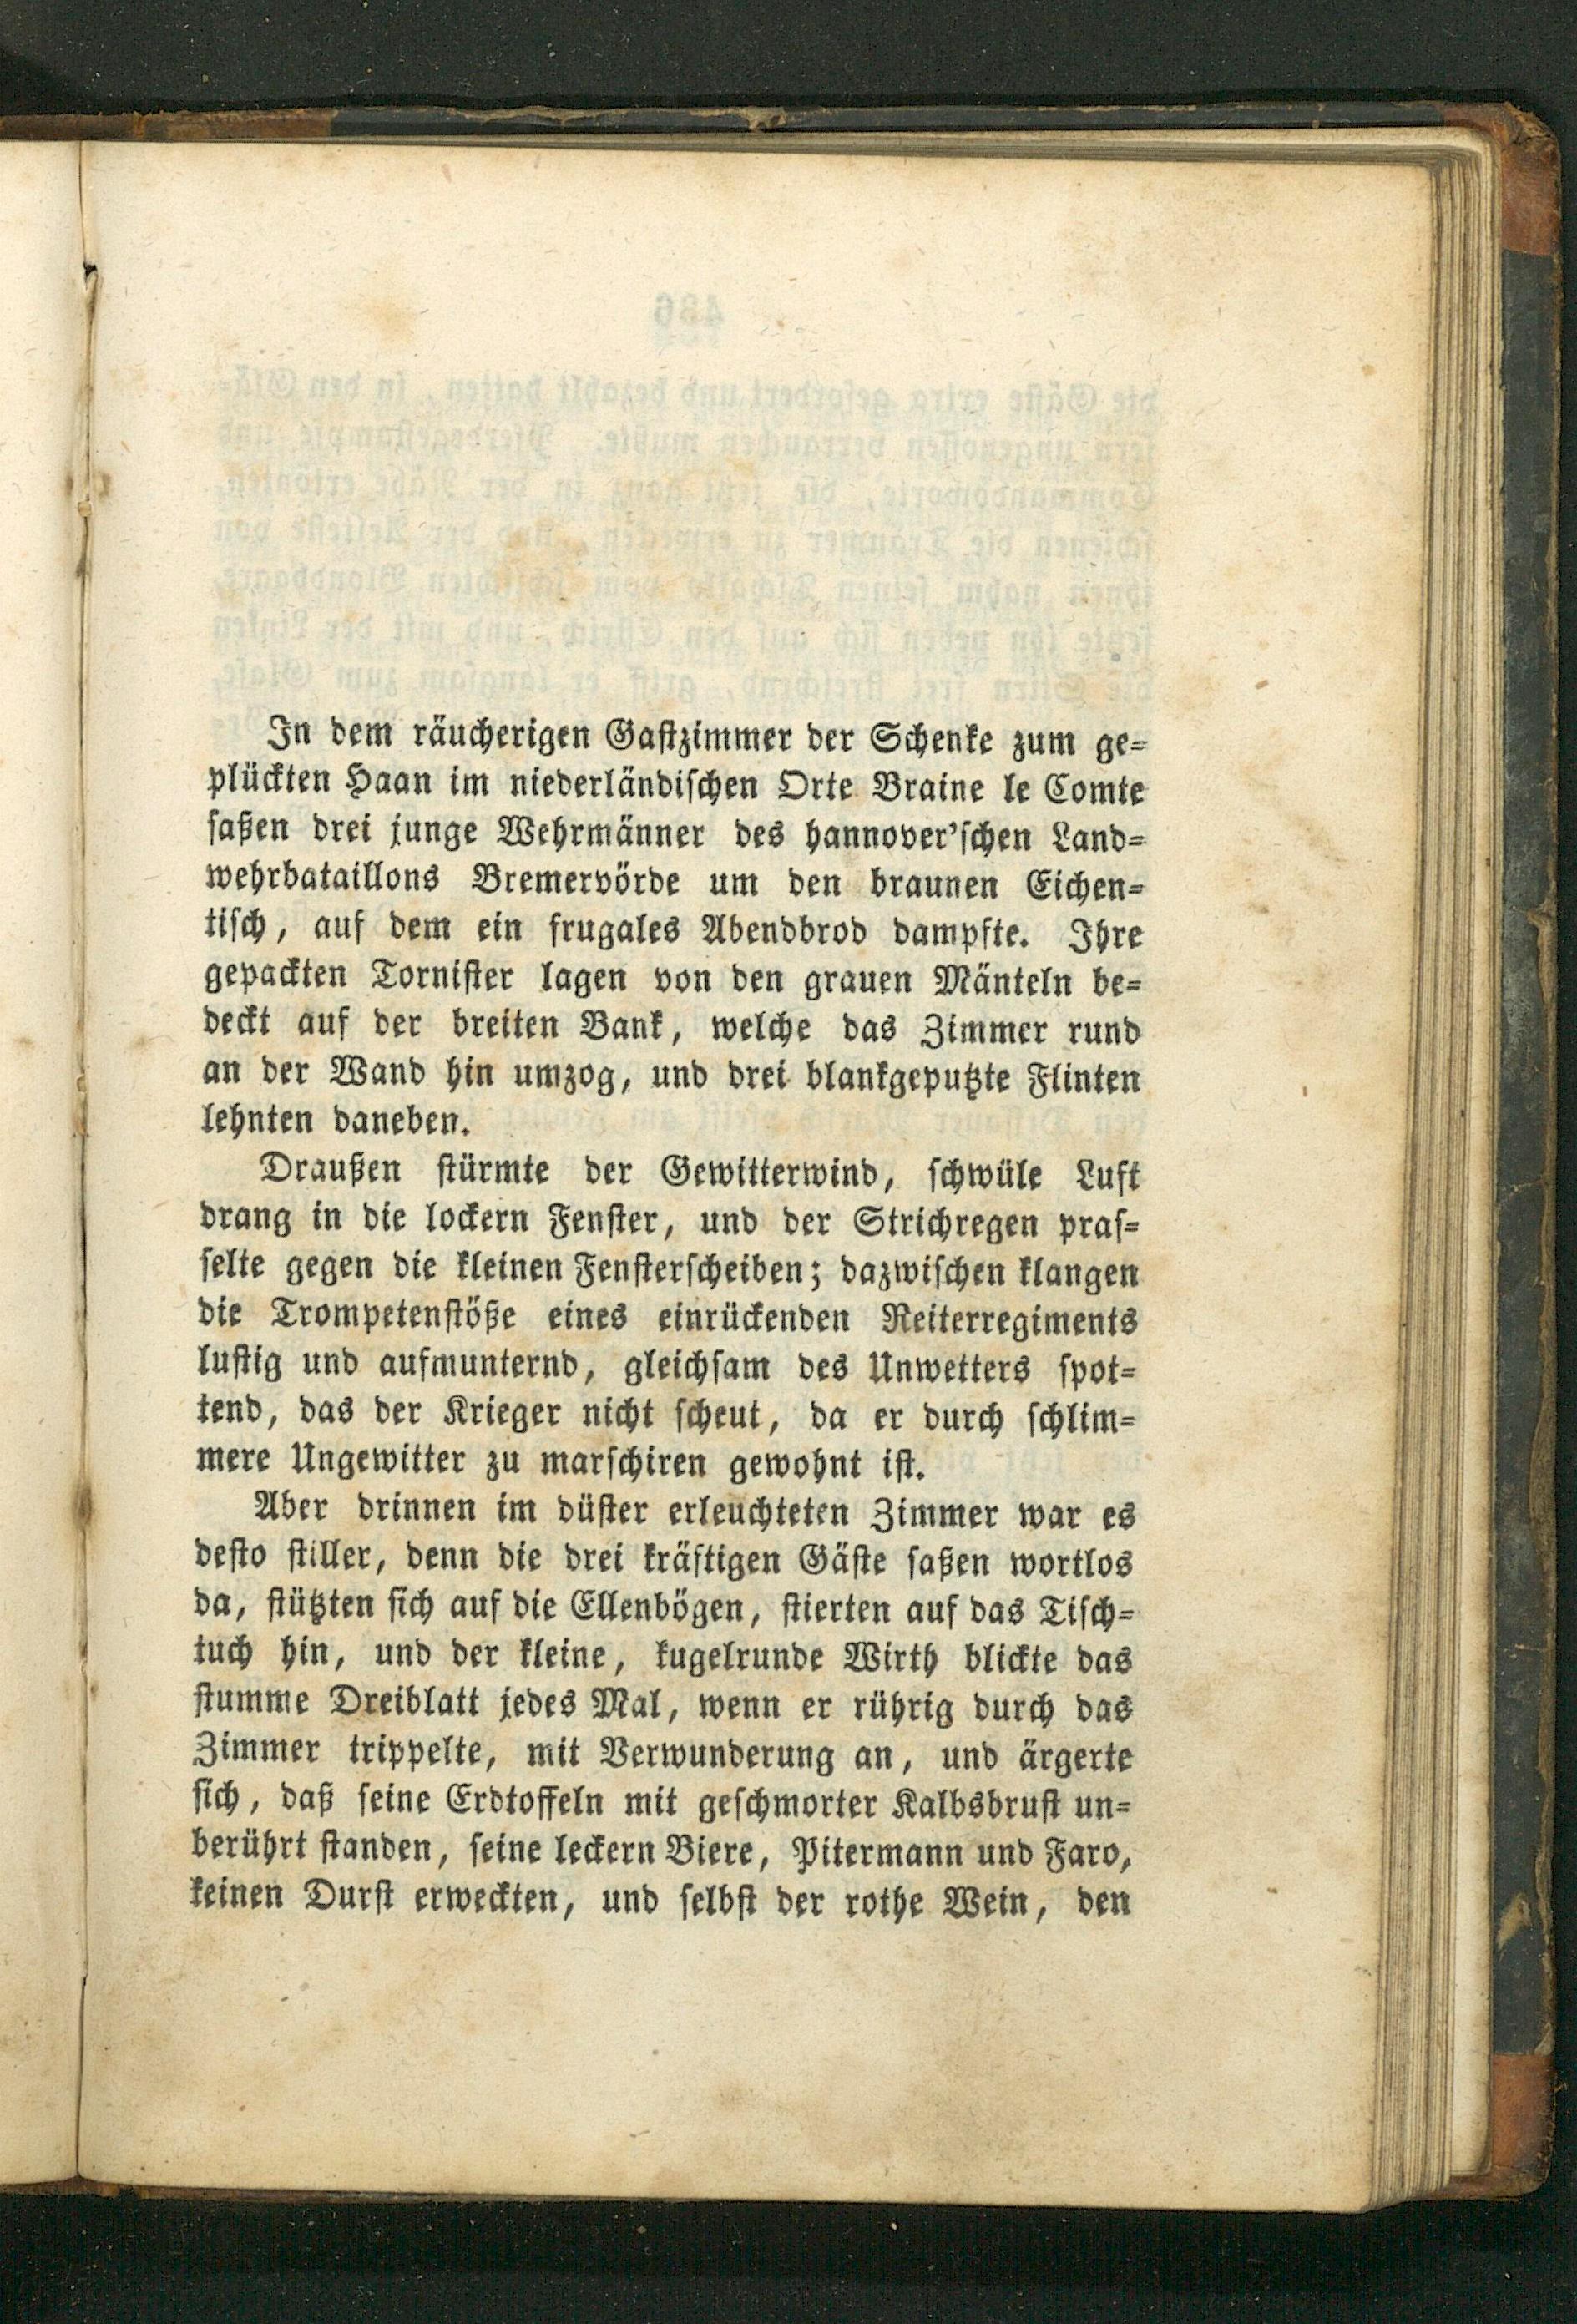 In dem räucherigen Gastzimmer der Schenke zum ge-
plückten Haan im niederländischen Orte Braine le Comte
saßen drei junge Wehrmänner des hannover'schen Land-
wehrbataillons Bremervörde um den braunen Eichen-
tisch, auf dem ein frugales Abendbrod dampfte. Ihre
gepackten Tornister lagen von den grauen Mänteln be-
deckt auf der breiten Bank, welche das Zimmer rund
an der Wand hin umzog, und drei blankgeputzte Flinten
lehnten daneben.
Draußen stürmte der Gewitterwind, schwüle Luft
drang in die lockern Fenster, und der Strichregen pras-
selte gegen die kleinen Fensterscheiben; dazwischen klangen
die Trompetenstöße eines einrückenden Reiterregiments
lustig und aufmunternd, gleichsam des Unwetters spot-
tend, das der Krieger nicht scheut, da er durch schlim-
mere Ungewitter zu marschiren gewohnt ist.
Aber drinnen im düster erleuchteten Zimmer war es
desto stiller, denn die drei kräftigen Gäste saßen wortlos
da, stützten sich auf die Ellenbögen, stierten auf das Tisch-
tuch hin, und der kleine, kugelrunde Wirth blickte das
stumme Dreiblatt jedes Mal, wenn er rührig durch das
Zimmer trippelte, mit Verwunderung an, und ärgerte
sich, daß seine Erdtoffeln mit geschmorter Kalbsbrust un-
berührt standen, seine leckern Biere, Pitermann und Faro,
keinen Durst erweckten, und selbst der rothe Wein, den